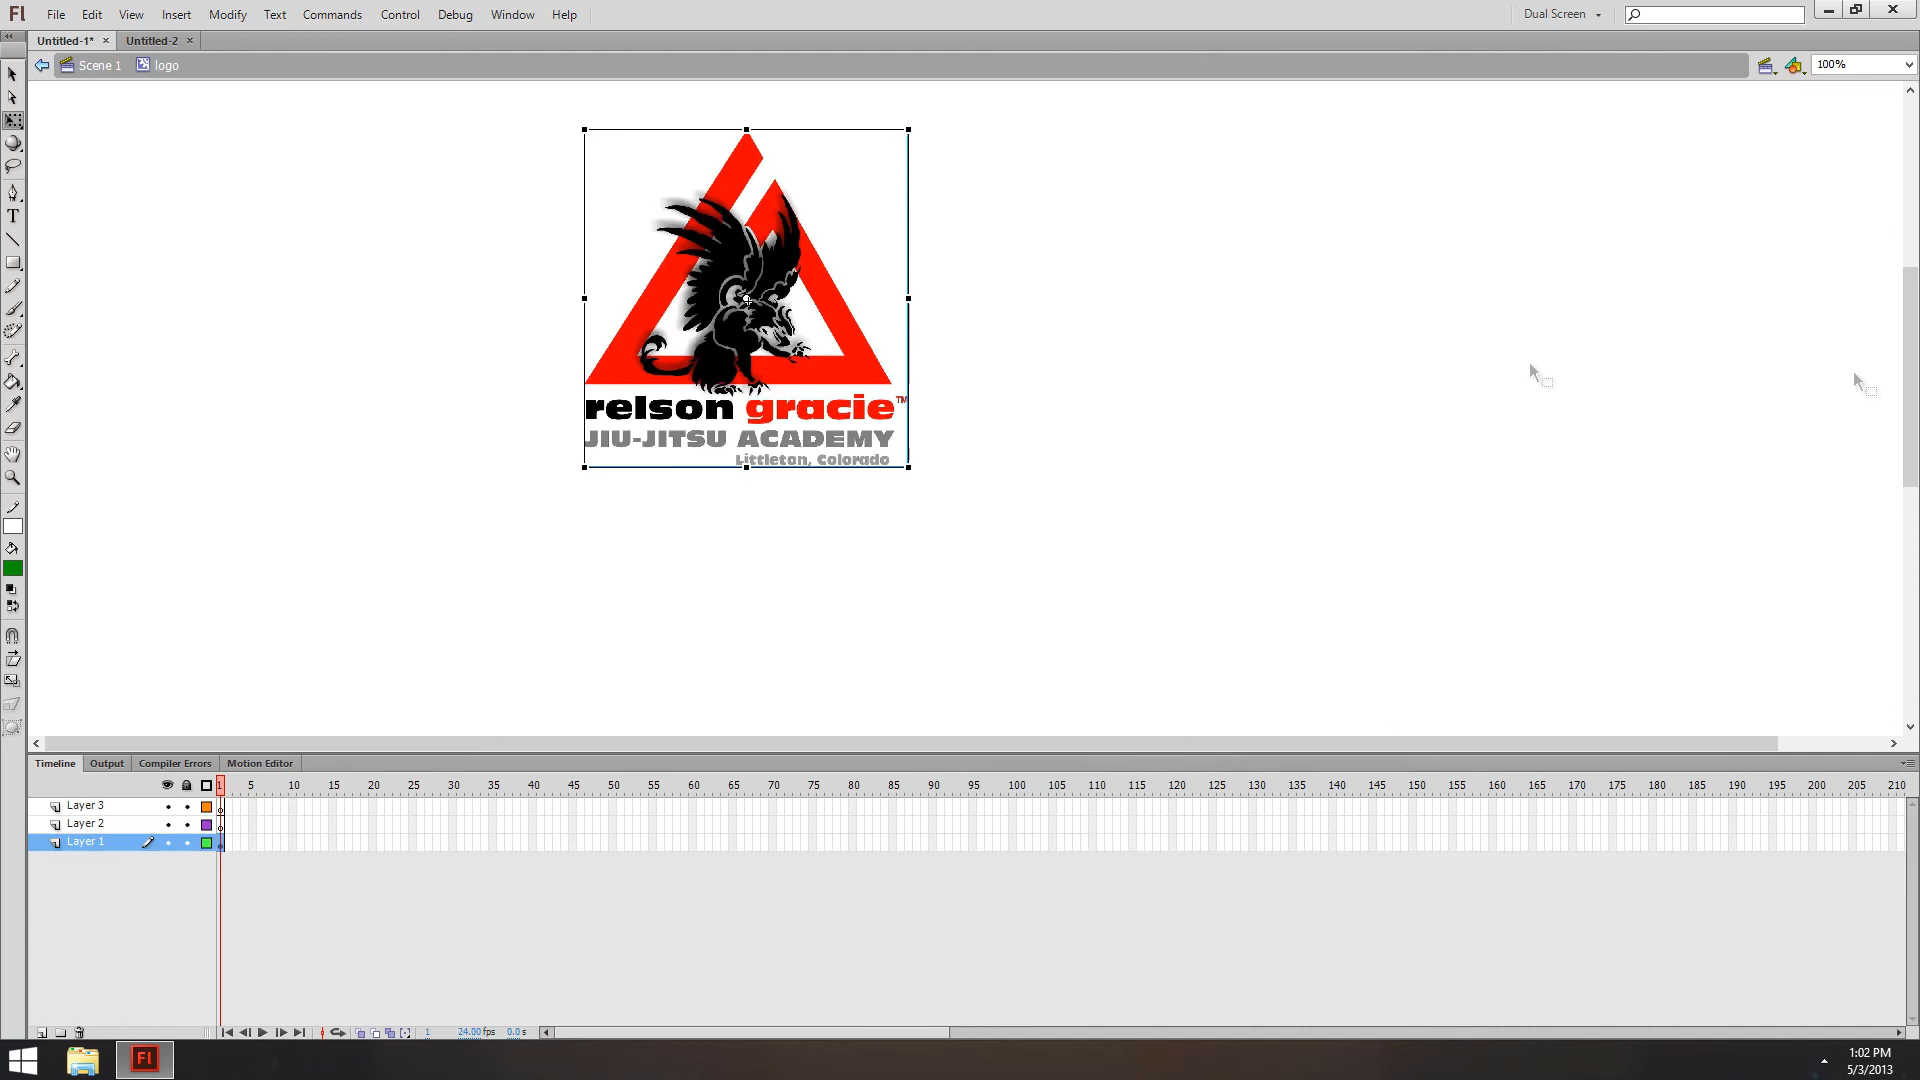 Fl File Edit View Insert Modify Text Commands Control Debug Window Help Dual Screen
Untitled-1* × Untitled-2 ×
Scene 1 logo 100%
T
relson gracie™
JIU-JITSU ACADEMY
Littleton, Colorado
Timeline Output Compiler Errors Motion Editor
1 5 10 15 20 25 30 35 40 45 50 55 60 65 70 75 80 85 90 95 100 105 110 115 120 125 130 135 140 145 150 155 160 165 170 175 180 185 190 195 200 205 210
Layer 3
Layer 2
Layer 1
1 24.00 fps 0.0 s
Fl
1:02 PM
5/3/2013